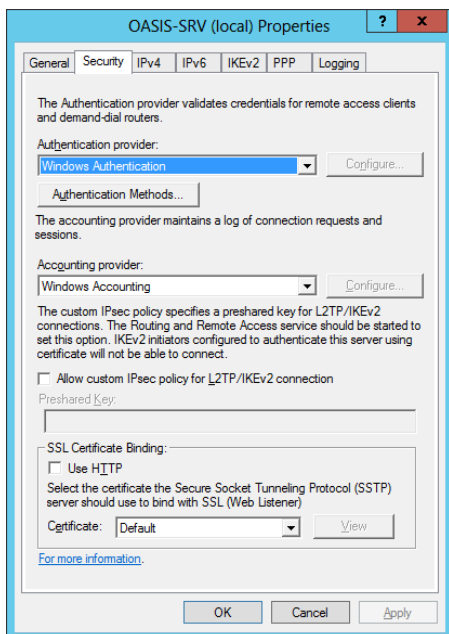 OASIS-SRV (local) Properties
?
x
General Security IPv4 IPv6 IKEv2 PPP Logging
The Authentication provider validates credentials for remote access clients
and demand-dial routers.
Authentication provider:
Windows Authentication
Configure...
Authentication Methods...
The accounting provider maintains a log of connection requests and
sessions.
Accounting provider:
Windows Accounting
Configure...
The custom IPsec policy specifies a preshared key for L2TP/IKEv2
connections. The Routing and Remote Access service should be started to
set this option. IKEv2 initiators configured to authenticate this server using
certificate will not be able to connect.
Allow custom IPsec policy for L2TP/IKEv2 connection
Preshared Key:
SSL Certificate Binding:
Use HTTP
Select the certificate the Secure Socket Tunneling Protocol (SSTP)
server should use to bind with SSL (Web Listener)
Certificate: Default View
For more information.
OK Cancel Apply